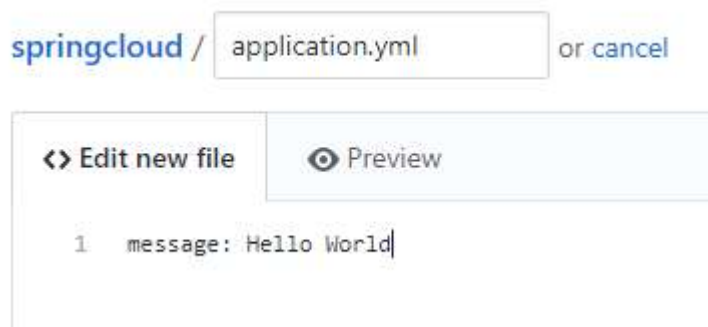 springcloud / application.yml or cancel
<> Edit new file Preview
1 message: Hello World